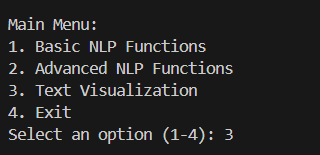 Main Menu:
1. Basic NLP Functions
2. Advanced NLP Functions
3. Text Visualization
4. Exit
Select an option (1-4): 3